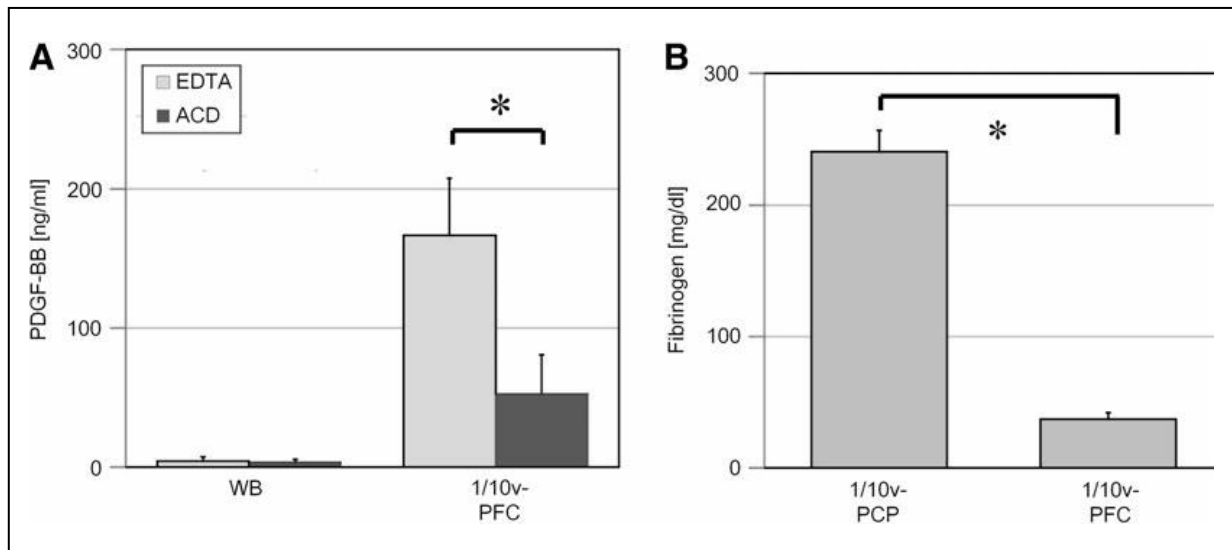 A
PDGF-BB [ng/ml]
300
200
100
0
EDTA
ACD
*
WB
1/10v-
PFC
B
Fibrinogen [mg/dl]
300
200
100
0
*
1/10v-
PCP
1/10v-
PFC